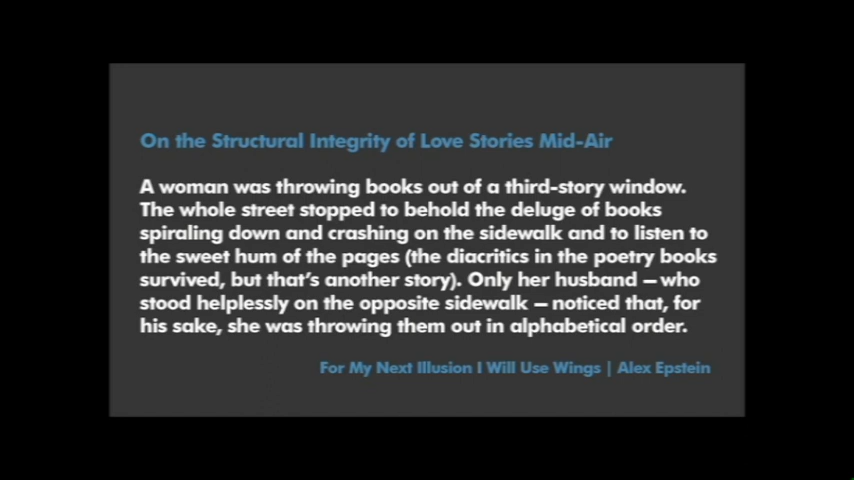 On the Structural Integrity of Love Stories Mid-Air
A woman was throwing books out of a third-story window.
The whole street stopped to behold the deluge of books
spiraling down and crashing on the sidewalk and to listen to
the sweet hum of the pages (the diacritics in the poetry books
survived, but that's another story). Only her husband – who
stood helplessly on the opposite sidewalk – noticed that, for
his sake, she was throwing them out in alphabetical order.
For My Next Illusion I Will Use Wings | Alex Epstein